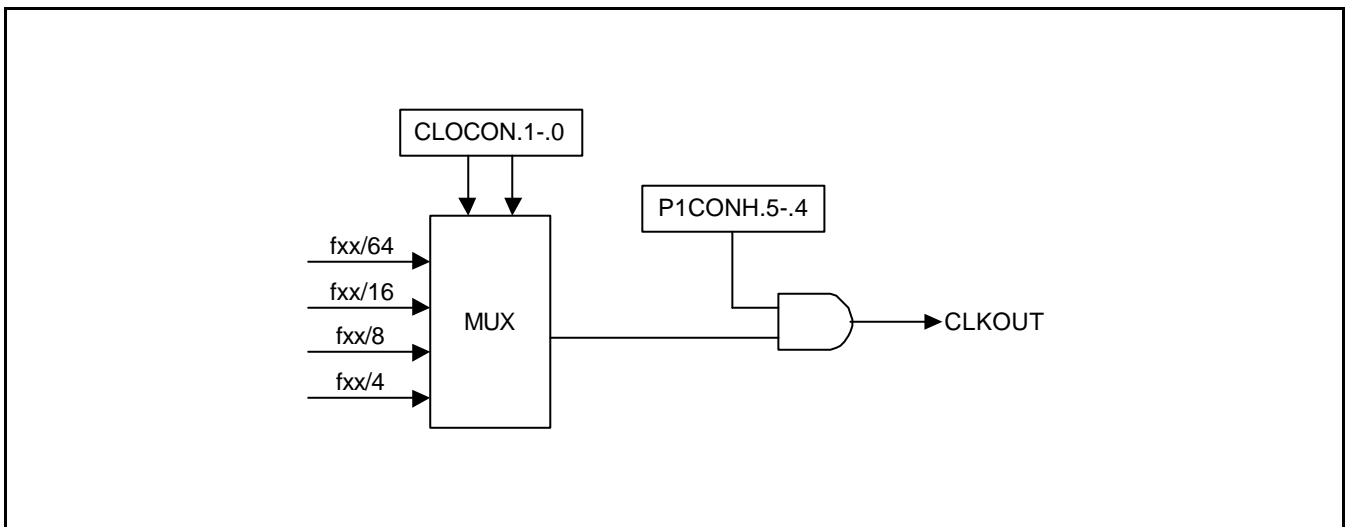 CLOCON.1-.0
P1CONH.5-.4
fxx/64
fxx/16
fxx/8
fxx/4
MUX
CLKOUT